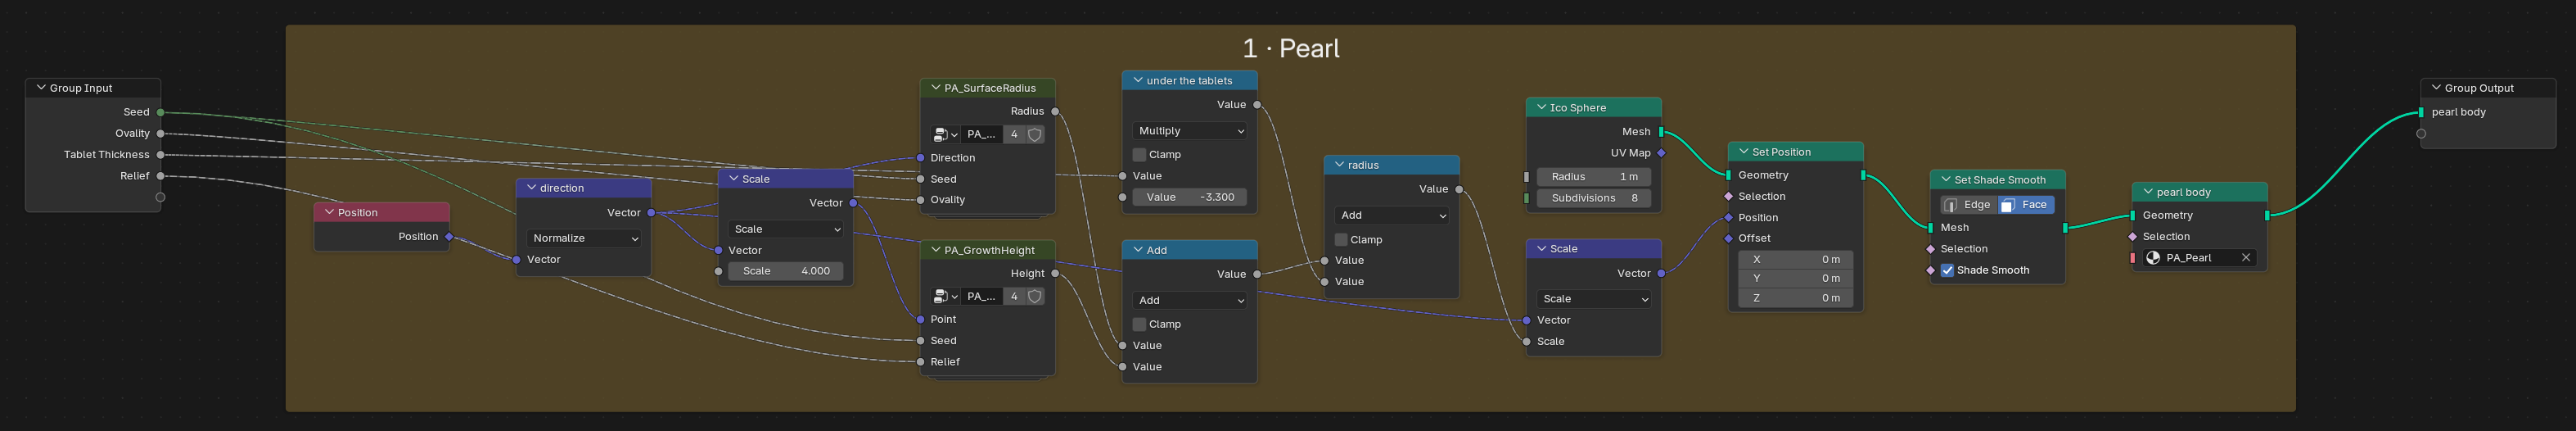 1 · Pearl
Group Input
Seed
Ovality
Tablet Thickness
Relief
Position
Position
direction
Vector
Normalize
Vector
Scale
Vector
Scale
Vector
Scale 4.000
PA_SurfaceRadius
Radius
PA_... 4
Direction
Seed
Ovality
PA_GrowthHeight
Height
PA_... 4
Point
Seed
Relief
under the tablets
Value
Multiply
Clamp
Value
Value -3.300
Add
Value
Add
Clamp
Value
Value
radius
Value
Add
Clamp
Value
Value
Ico Sphere
Mesh
UV Map
Radius 1 m
Subdivisions 8
Scale
Vector
Scale
Vector
Scale
Set Position
Geometry
Selection
Position
Offset
X 0 m
Y 0 m
Z 0 m
Set Shade Smooth
Edge Face
Mesh
Selection
Shade Smooth
pearl body
Geometry
Selection
PA_Pearl
Group Output
pearl body